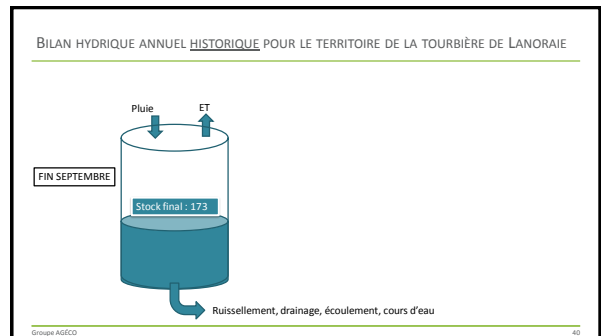 BILAN HYDRIQUE ANNUEL HISTORIQUE POUR LE TERRITOIRE DE LA TOURBIÈRE DE LANORAIE
Pluie ET
FIN SEPTEMBRE
Stock final : 173
Ruissellement, drainage, écoulement, cours d'eau
Groupe AGÉCO 40